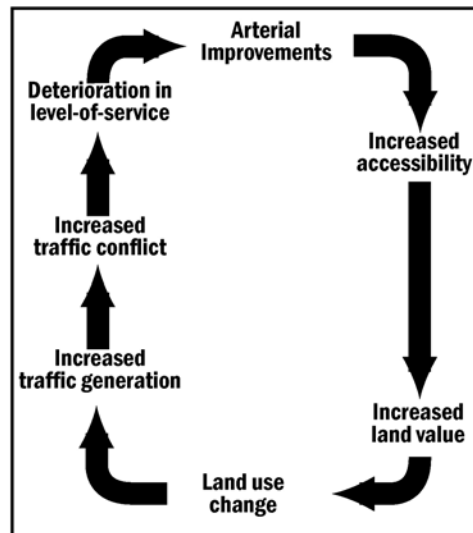 Arterial
Improvements
Increased
accessibility
Increased
land value
Land use
change
Increased
traffic generation
Increased
traffic conflict
Deterioration in
level-of-service